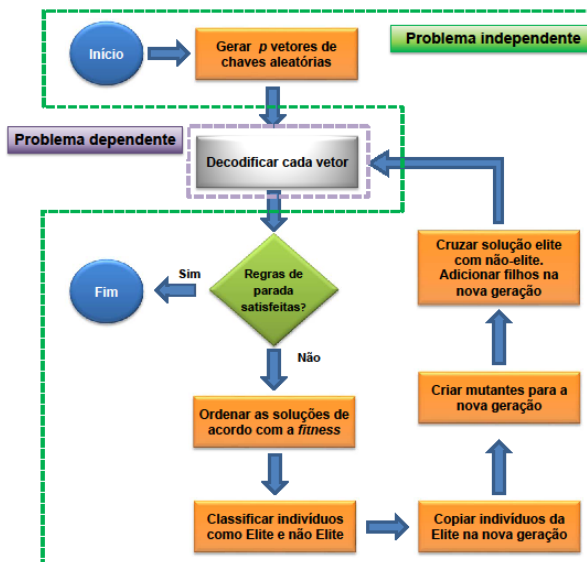 Problema independente
Início
Gerar p vetores de
chaves aleatórias
Problema dependente
Decodificar cada vetor
Regras de
parada
satisfeitas?
Sim
Fim
Não
Ordenar as soluções de
acordo com a fitness
Classificar indivíduos
como Elite e não Elite
Copiar indivíduos da
Elite na nova geração
Criar mutantes para a
nova geração
Cruzar solução elite
com não-elite.
Adicionar filhos na
nova geração